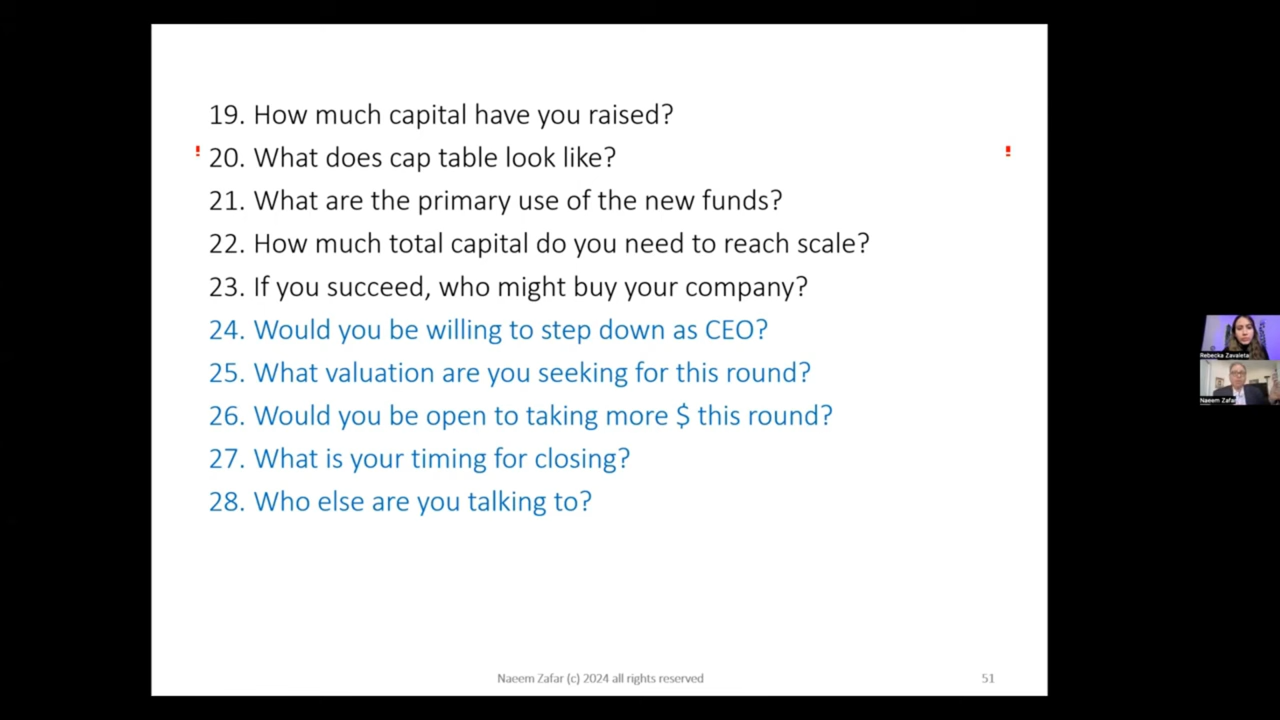 19. How much capital have you raised?
! 20. What does cap table look like? !
21. What are the primary use of the new funds?
22. How much total capital do you need to reach scale?
23. If you succeed, who might buy your company?
24. Would you be willing to step down as CEO?
25. What valuation are you seeking for this round?
26. Would you be open to taking more $ this round?
27. What is your timing for closing?
28. Who else are you talking to?
Rebecka Zavaleta
Naeem Zafar
Naeem Zafar (c) 2024 all rights reserved
51